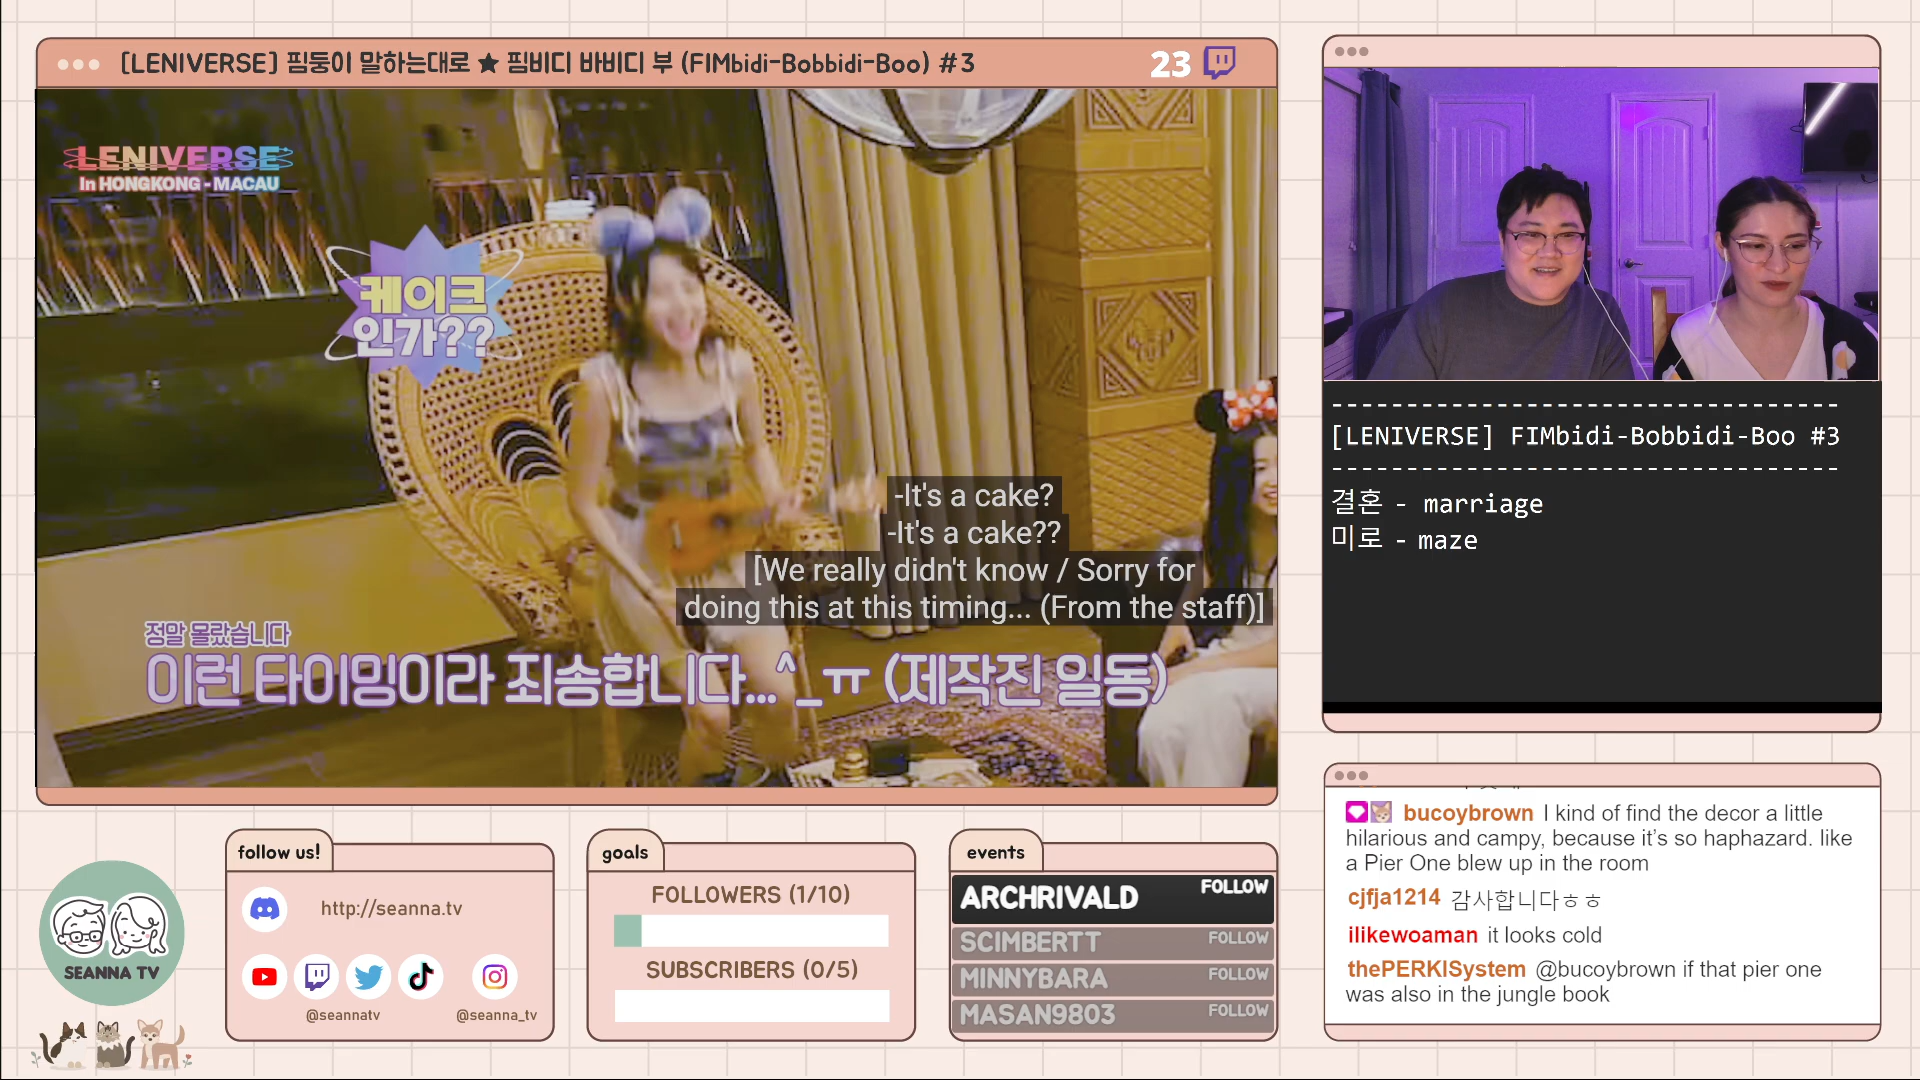 [LENIVERSE] 핌둥이 말하는대로 ★ 핌비디 바비디 부 (FIMbidi-Bobbidi-Boo) #3
23
LENIVERSE
In HONGKONG - MACAU
케이크
인가??
-It's a cake?
-It's a cake??
[We really didn't know / Sorry for
doing this at this timing... (From the staff)]
정말 몰랐습니다
이런 타이밍이라 죄송합니다...^_ㅠ (제작진 일동)
----------------------------------
[LENIVERSE] FIMbidi-Bobbidi-Boo #3
----------------------------------
결혼 - marriage
미로 - maze
bucoybrown I kind of find the decor a little
hilarious and campy, because it's so haphazard. like
a Pier One blew up in the room
cjfja1214 감사합니다ㅎㅎ
ilikewoaman it looks cold
thePERKISystem @bucoybrown if that pier one
was also in the jungle book
SEANNA TV
follow us!
http://seanna.tv
@seannatv
@seanna_tv
goals
FOLLOWERS (1/10)
SUBSCRIBERS (0/5)
events
ARCHRIVALD FOLLOW
SCIMBERTT FOLLOW
MINNYBARA FOLLOW
MASAN9803 FOLLOW